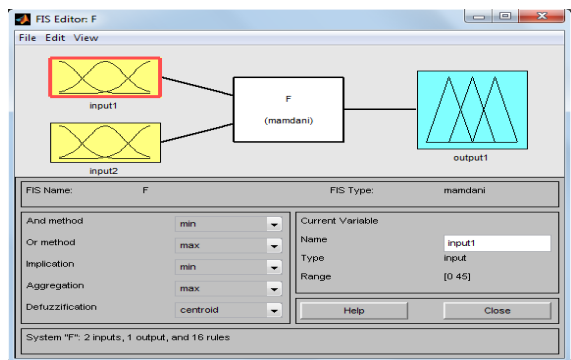 FIS Editor: F
File Edit View
input1
F
(mamdani)
output1
input2
FIS Name: F FIS Type: mamdani
And method min
Or method max
Implication min
Aggregation max
Defuzzification centroid
Current Variable
Name input1
Type input
Range [0 45]
Help Close
System "F": 2 inputs, 1 output, and 16 rules